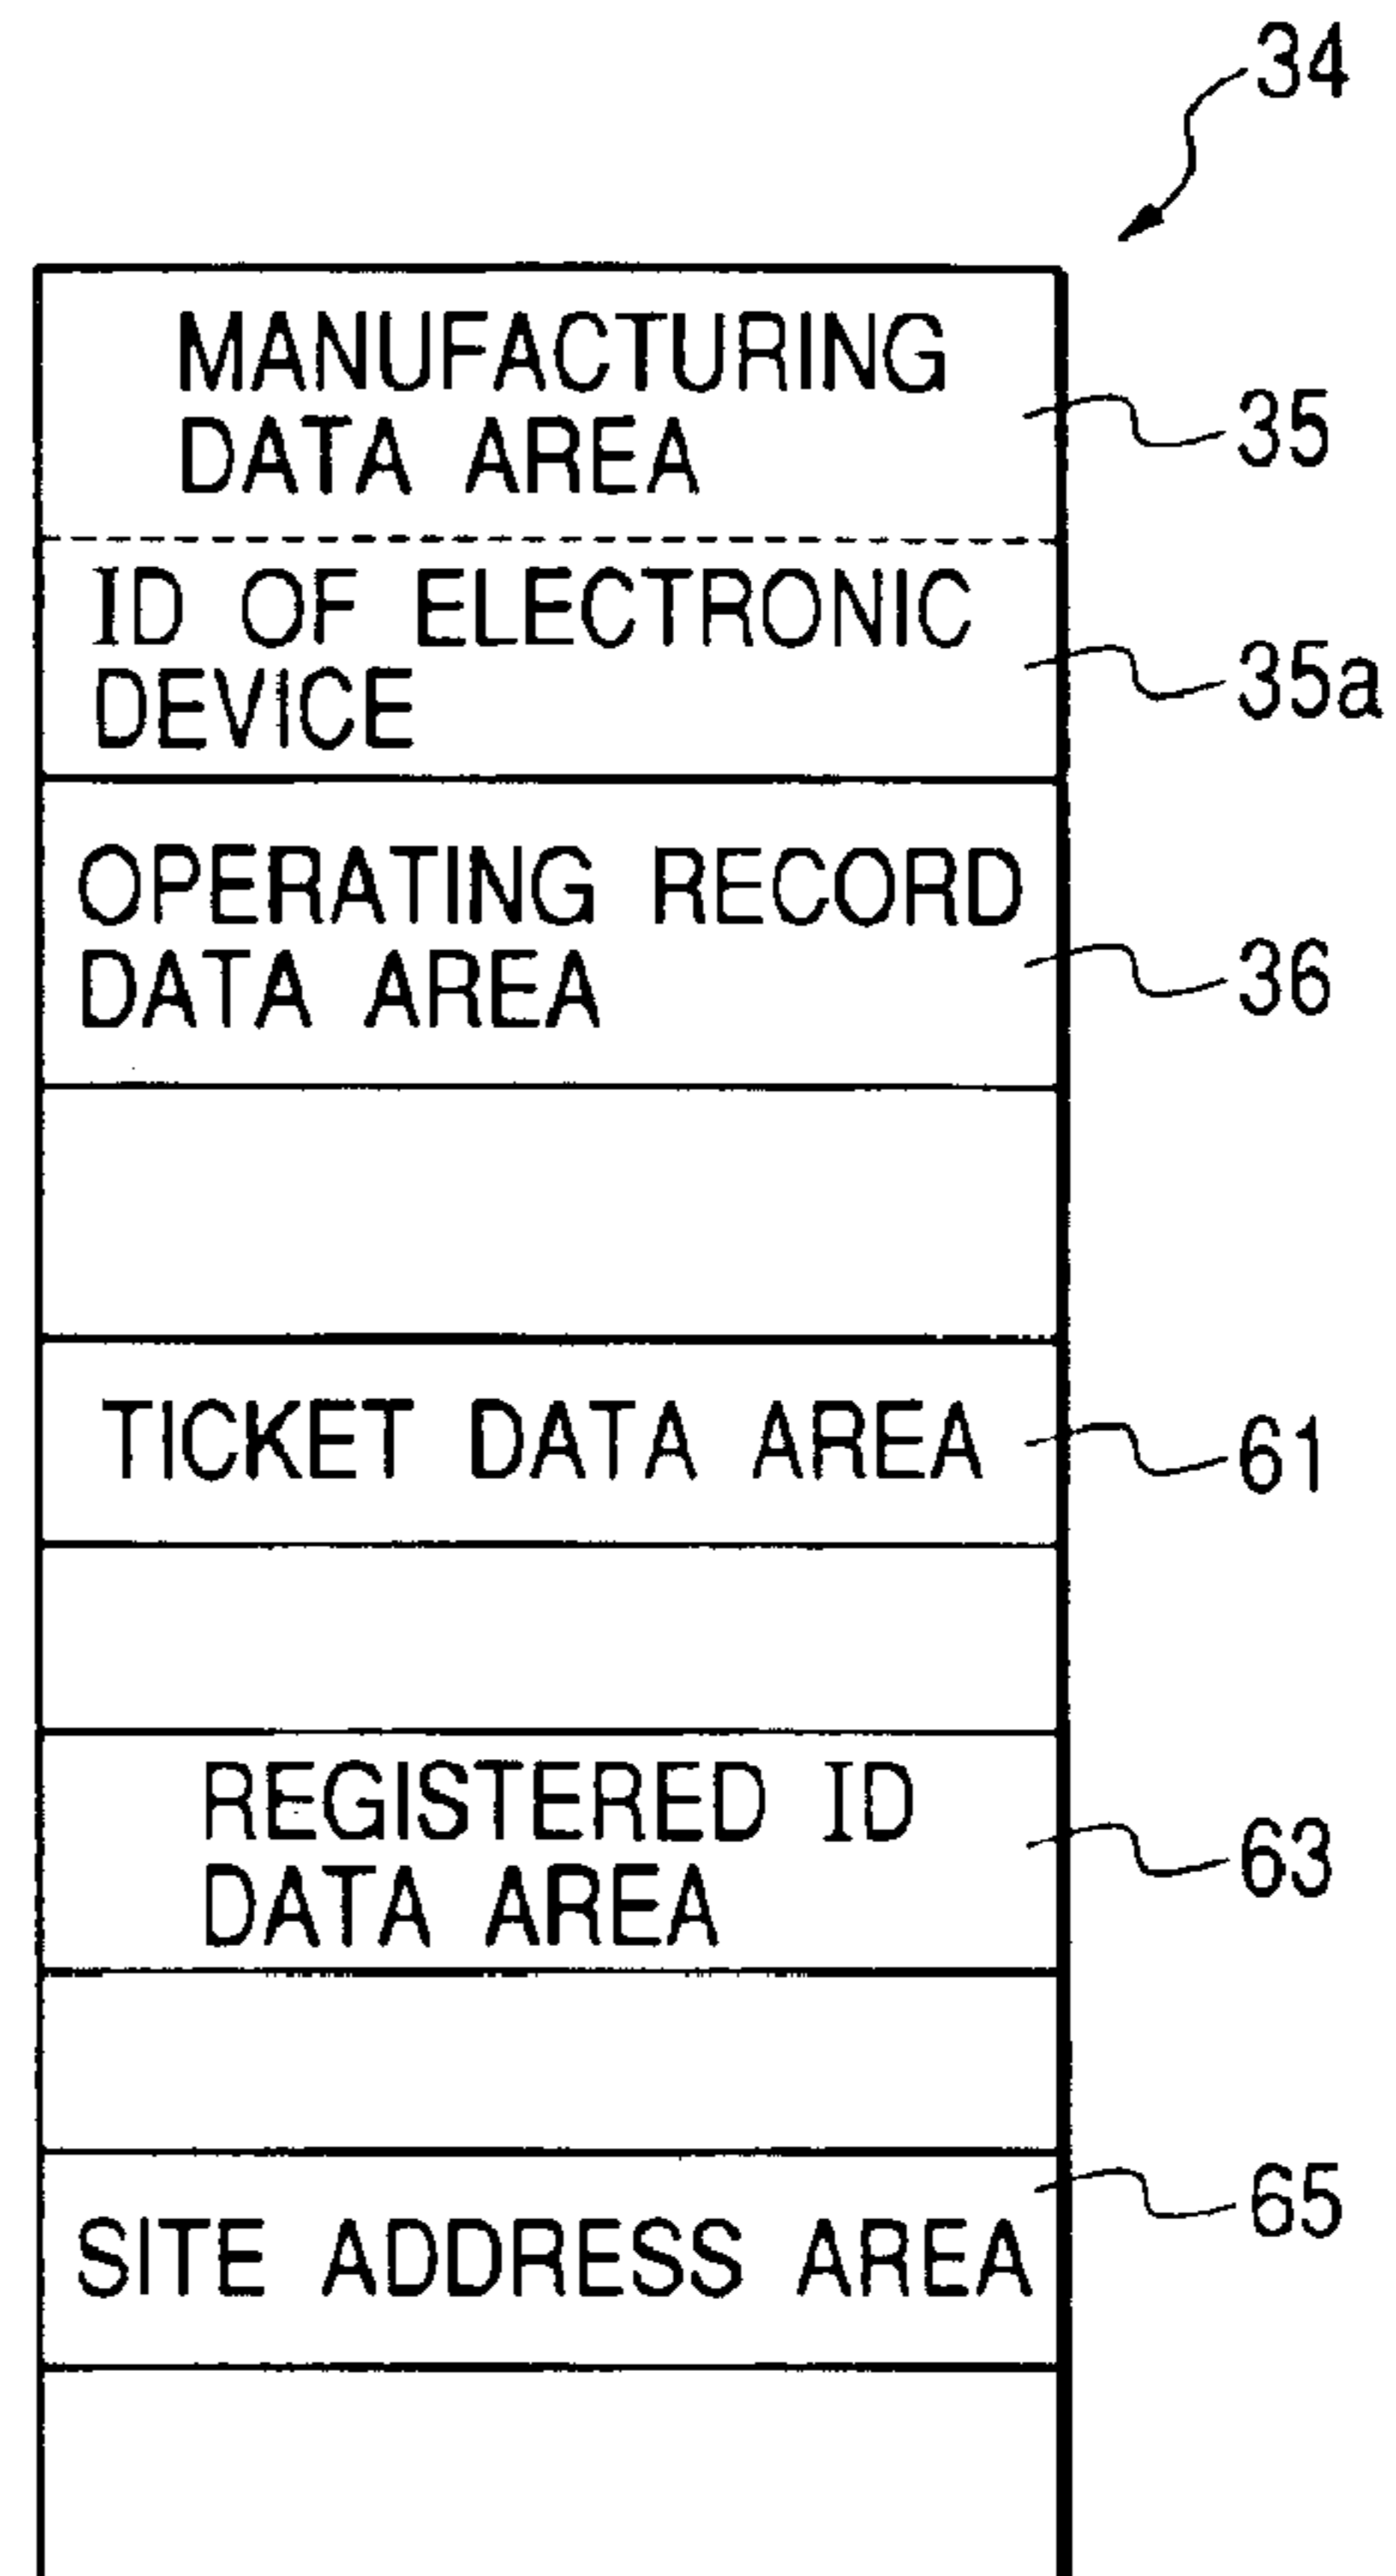 34
MANUFACTURING
DATA AREA
35
ID OF ELECTRONIC
DEVICE
35a
OPERATING RECORD
DATA AREA
36
TICKET DATA AREA
61
REGISTERED ID
DATA AREA
63
65
SITE ADDRESS AREA